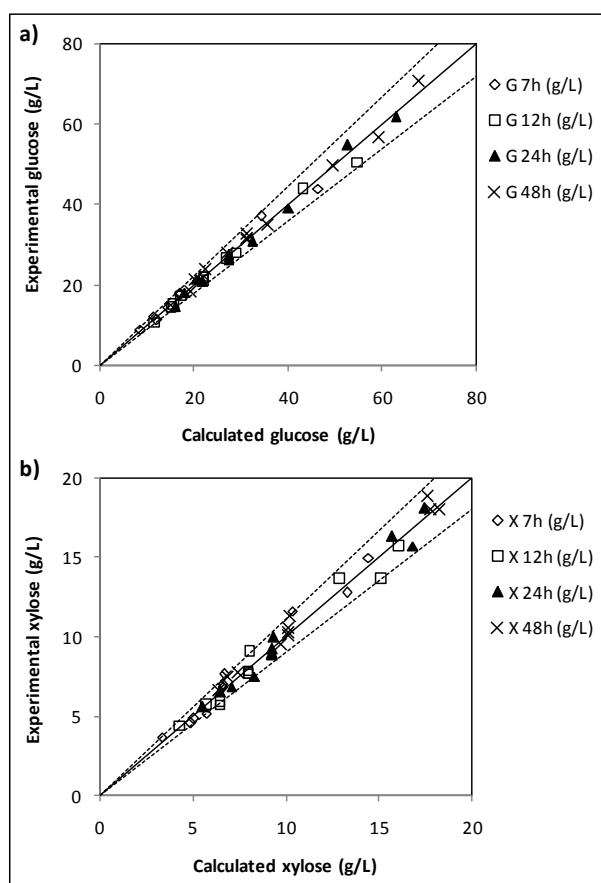 a)
80
60
40
20
0
Experimental glucose (g/L)
0 20 40 60 80
Calculated glucose (g/L)
G 7h (g/L)
G 12h (g/L)
G 24h (g/L)
G 48h (g/L)
b)
20
15
10
5
0
Experimental xylose (g/L)
0 5 10 15 20
Calculated xylose (g/L)
X 7h (g/L)
X 12h (g/L)
X 24h (g/L)
X 48h (g/L)